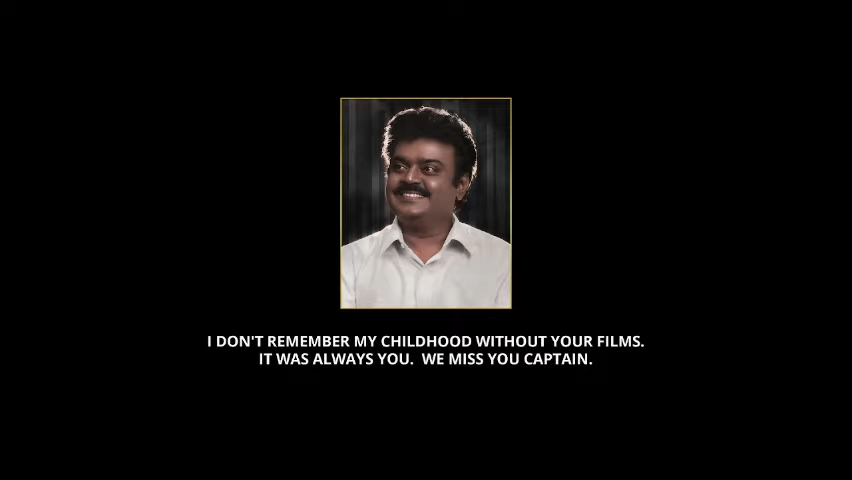 I DON'T REMEMBER MY CHILDHOOD WITHOUT YOUR FILMS.
IT WAS ALWAYS YOU.  WE MISS YOU CAPTAIN.